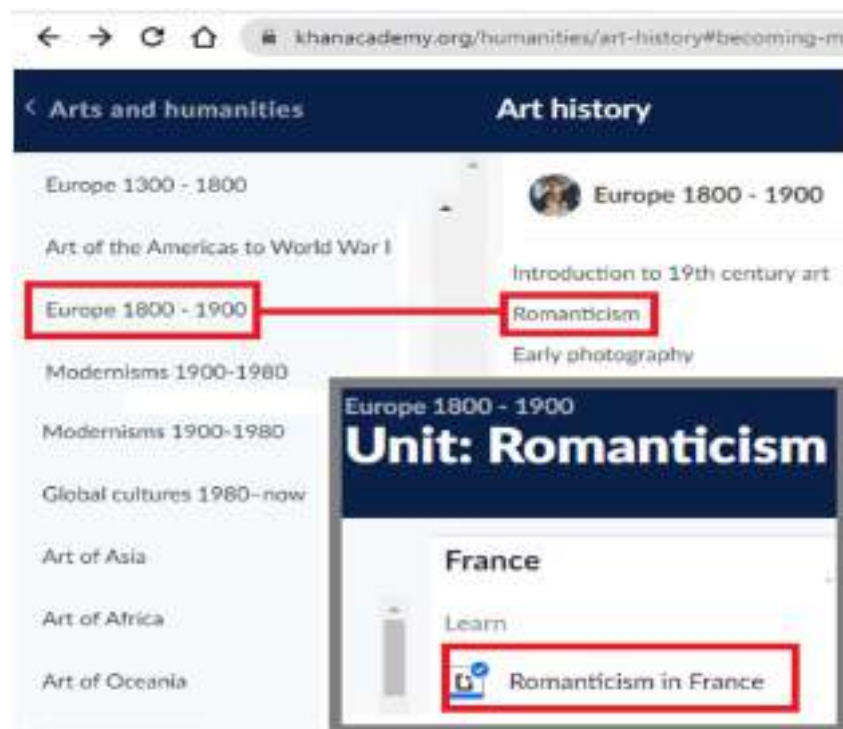 khanacademy.org/humanities/art-history#becoming-m
< Arts and humanities
Art history
Europe 1300 - 1800
Art of the Americas to World War I
Europe 1800 - 1900
Modernisms 1900-1980
Modernisms 1900-1980
Global cultures 1980–now
Art of Asia
Art of Africa
Art of Oceania
Europe 1800 - 1900
Introduction to 19th century art
Romanticism
Early photography
Europe 1800 - 1900
Unit: Romanticism
France
Learn
Romanticism in France